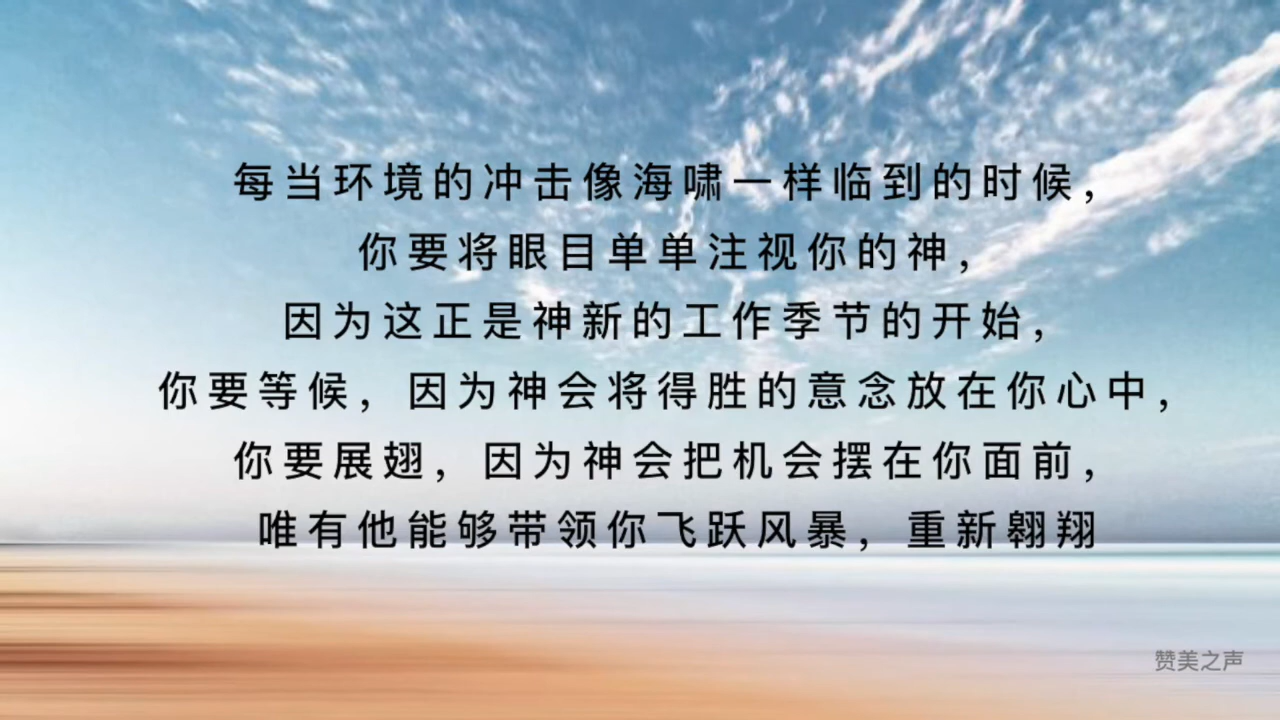 每当环境的冲击像海啸一样临到的时候，
你要将眼目单单注视你的神，
因为这正是神新的工作季节的开始，
你要等候，因为神会将得胜的意念放在你心中，
你要展翅，因为神会把机会摆在你面前，
唯有他能够带领你飞跃风暴，重新翱翔
赞美之声